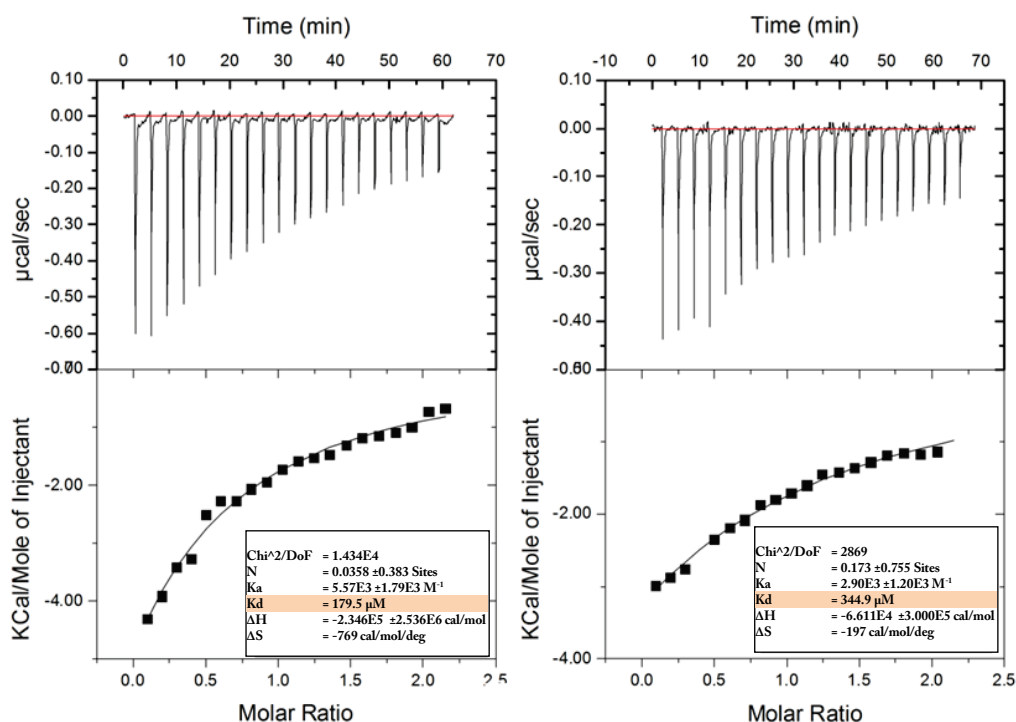 Time (min)
0 10 20 30 40 50 60 70
0.10
0.00
-0.10
-0.20
-0.30
-0.40
-0.50
-0.60
µcal/sec
-2.00
-4.00
KCal/Mole of Injectant
Chi^2/DoF = 1.434E4
N = 0.0358 ±0.383 Sites
Ka = 5.57E3 ±1.79E3 M⁻¹
Kd = 179.5 µM
ΔH = -2.346E5 ±2.536E6 cal/mol
ΔS = -769 cal/mol/deg
0.0 0.5 1.0 1.5 2.5
Molar Ratio
Time (min)
-10 0 10 20 30 40 50 60 70
0.10
0.00
-0.10
-0.20
-0.30
-0.40
µcal/sec
-2.00
-4.00
KCal/Mole of Injectant
Chi^2/DoF = 2869
N = 0.173 ±0.755 Sites
Ka = 2.90E3 ±1.20E3 M⁻¹
Kd = 344.9 µM
ΔH = -6.611E4 ±3.000E5 cal/mol
ΔS = -197 cal/mol/deg
0.0 0.5 1.0 1.5 2.0 2.5
Molar Ratio